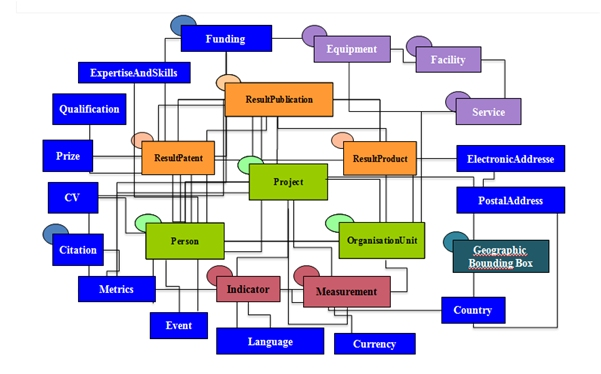 Funding
Equipment
Facility
ExpertiseAndSkills
ResultPublication
Qualification
Service
Prize
ResultPatent
ResultProduct
ElectronicAddresse
Project
CV
PostalAddress
Citation
Person
OrganisationUnit
Geographic
Bounding Box
Metrics
Indicator
Measurement
Country
Event
Language
Currency